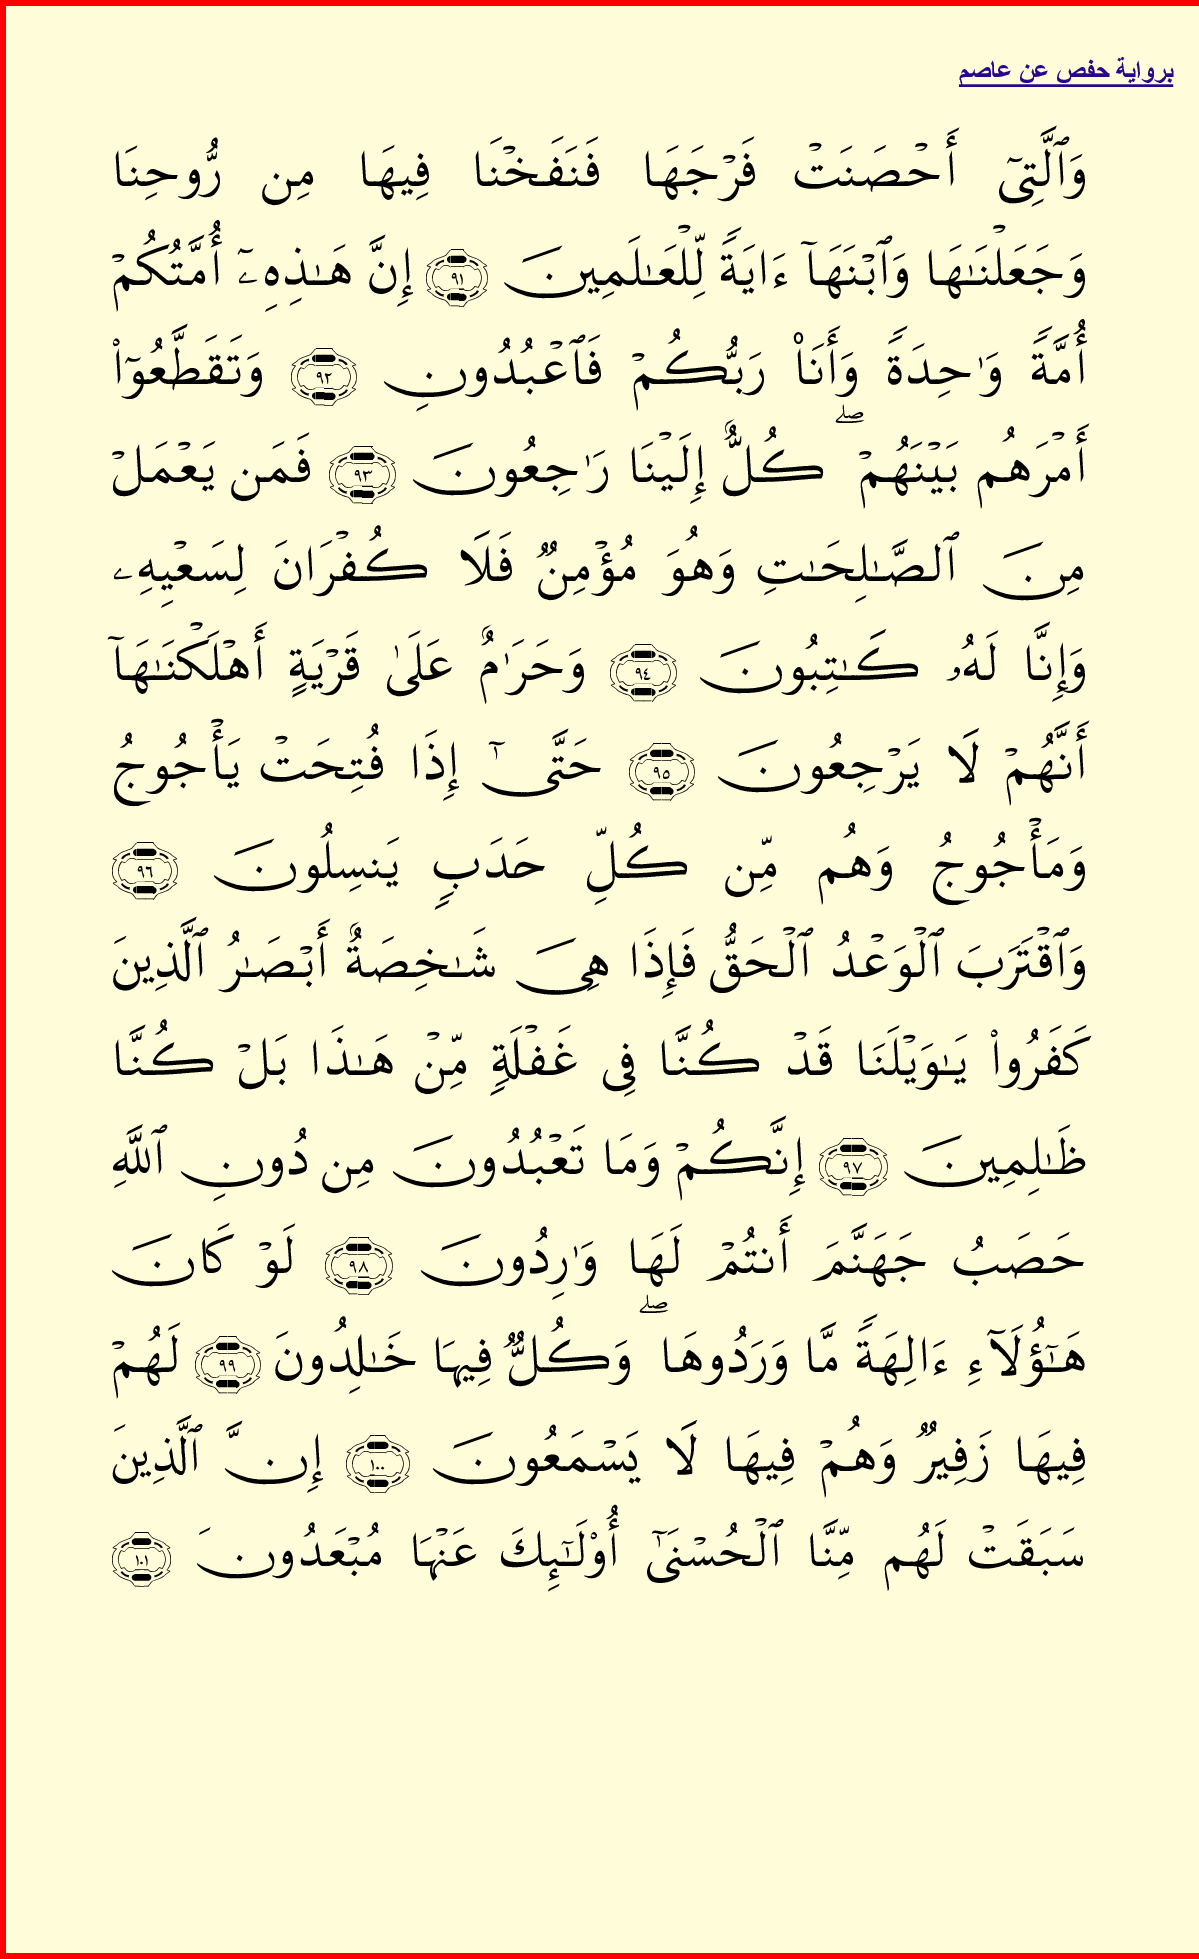 برواية حفص عن عاصم
وَٱلَّتِىٓ أَحۡصَنَتۡ فَرۡجَهَا فَنَفَخۡنَا فِيهَا مِن رُّوحِنَا
وَجَعَلۡنَـٰهَا وَٱبۡنَهَآ ءَايَةً لِّلۡعَـٰلَمِينَ ٩١ إِنَّ هَـٰذِهِۦٓ أُمَّتُكُمۡ
أُمَّةً وَٰحِدَةً وَأَنَا۠ رَبُّكُمۡ فَٱعۡبُدُونِ ٩٢ وَتَقَطَّعُوٓاْ
أَمۡرَهُم بَيۡنَهُمۡۖ كُلٌّ إِلَيۡنَا رَٰجِعُونَ ٩٣ فَمَن يَعۡمَلۡ
مِنَ ٱلصَّـٰلِحَـٰتِ وَهُوَ مُؤۡمِنٌ فَلَا كُفۡرَانَ لِسَعۡيِهِۦ
وَإِنَّا لَهُۥ كَـٰتِبُونَ ٩٤ وَحَرَٰمٌ عَلَىٰ قَرۡيَةٍ أَهۡلَكۡنَـٰهَآ
أَنَّهُمۡ لَا يَرۡجِعُونَ ٩٥ حَتَّىٰٓ إِذَا فُتِحَتۡ يَأۡجُوجُ
وَمَأۡجُوجُ وَهُم مِّن كُلِّ حَدَبٍ يَنسِلُونَ ٩٦
وَٱقۡتَرَبَ ٱلۡوَعۡدُ ٱلۡحَقُّ فَإِذَا هِىَ شَـٰخِصَةٌ أَبۡصَـٰرُ ٱلَّذِينَ
كَفَرُواْ يَـٰوَيۡلَنَا قَدۡ كُنَّا فِى غَفۡلَةٍ مِّنۡ هَـٰذَا بَلۡ كُنَّا
ظَـٰلِمِينَ ٩٧ إِنَّكُمۡ وَمَا تَعۡبُدُونَ مِن دُونِ ٱللَّهِ
حَصَبُ جَهَنَّمَ أَنتُمۡ لَهَا وَٰرِدُونَ ٩٨ لَوۡ كَانَ
هَـٰٓؤُلَآءِ ءَالِهَةً مَّا وَرَدُوهَاۖ وَكُلٌّ فِيهَا خَـٰلِدُونَ ٩٩ لَهُمۡ
فِيهَا زَفِيرٌ وَهُمۡ فِيهَا لَا يَسۡمَعُونَ ١٠٠ إِنَّ ٱلَّذِينَ
سَبَقَتۡ لَهُم مِّنَّا ٱلۡحُسۡنَىٰٓ أُوْلَـٰٓئِكَ عَنۡهَا مُبۡعَدُونَ ١٠١